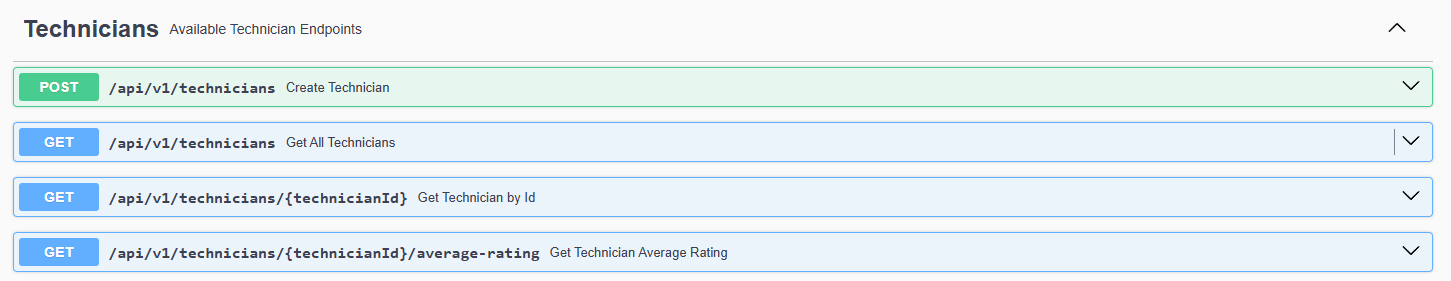 Technicians Available Technician Endpoints
POST /api/v1/technicians Create Technician
GET /api/v1/technicians Get All Technicians
GET /api/v1/technicians/{technicianId} Get Technician by Id
GET /api/v1/technicians/{technicianId}/average-rating Get Technician Average Rating